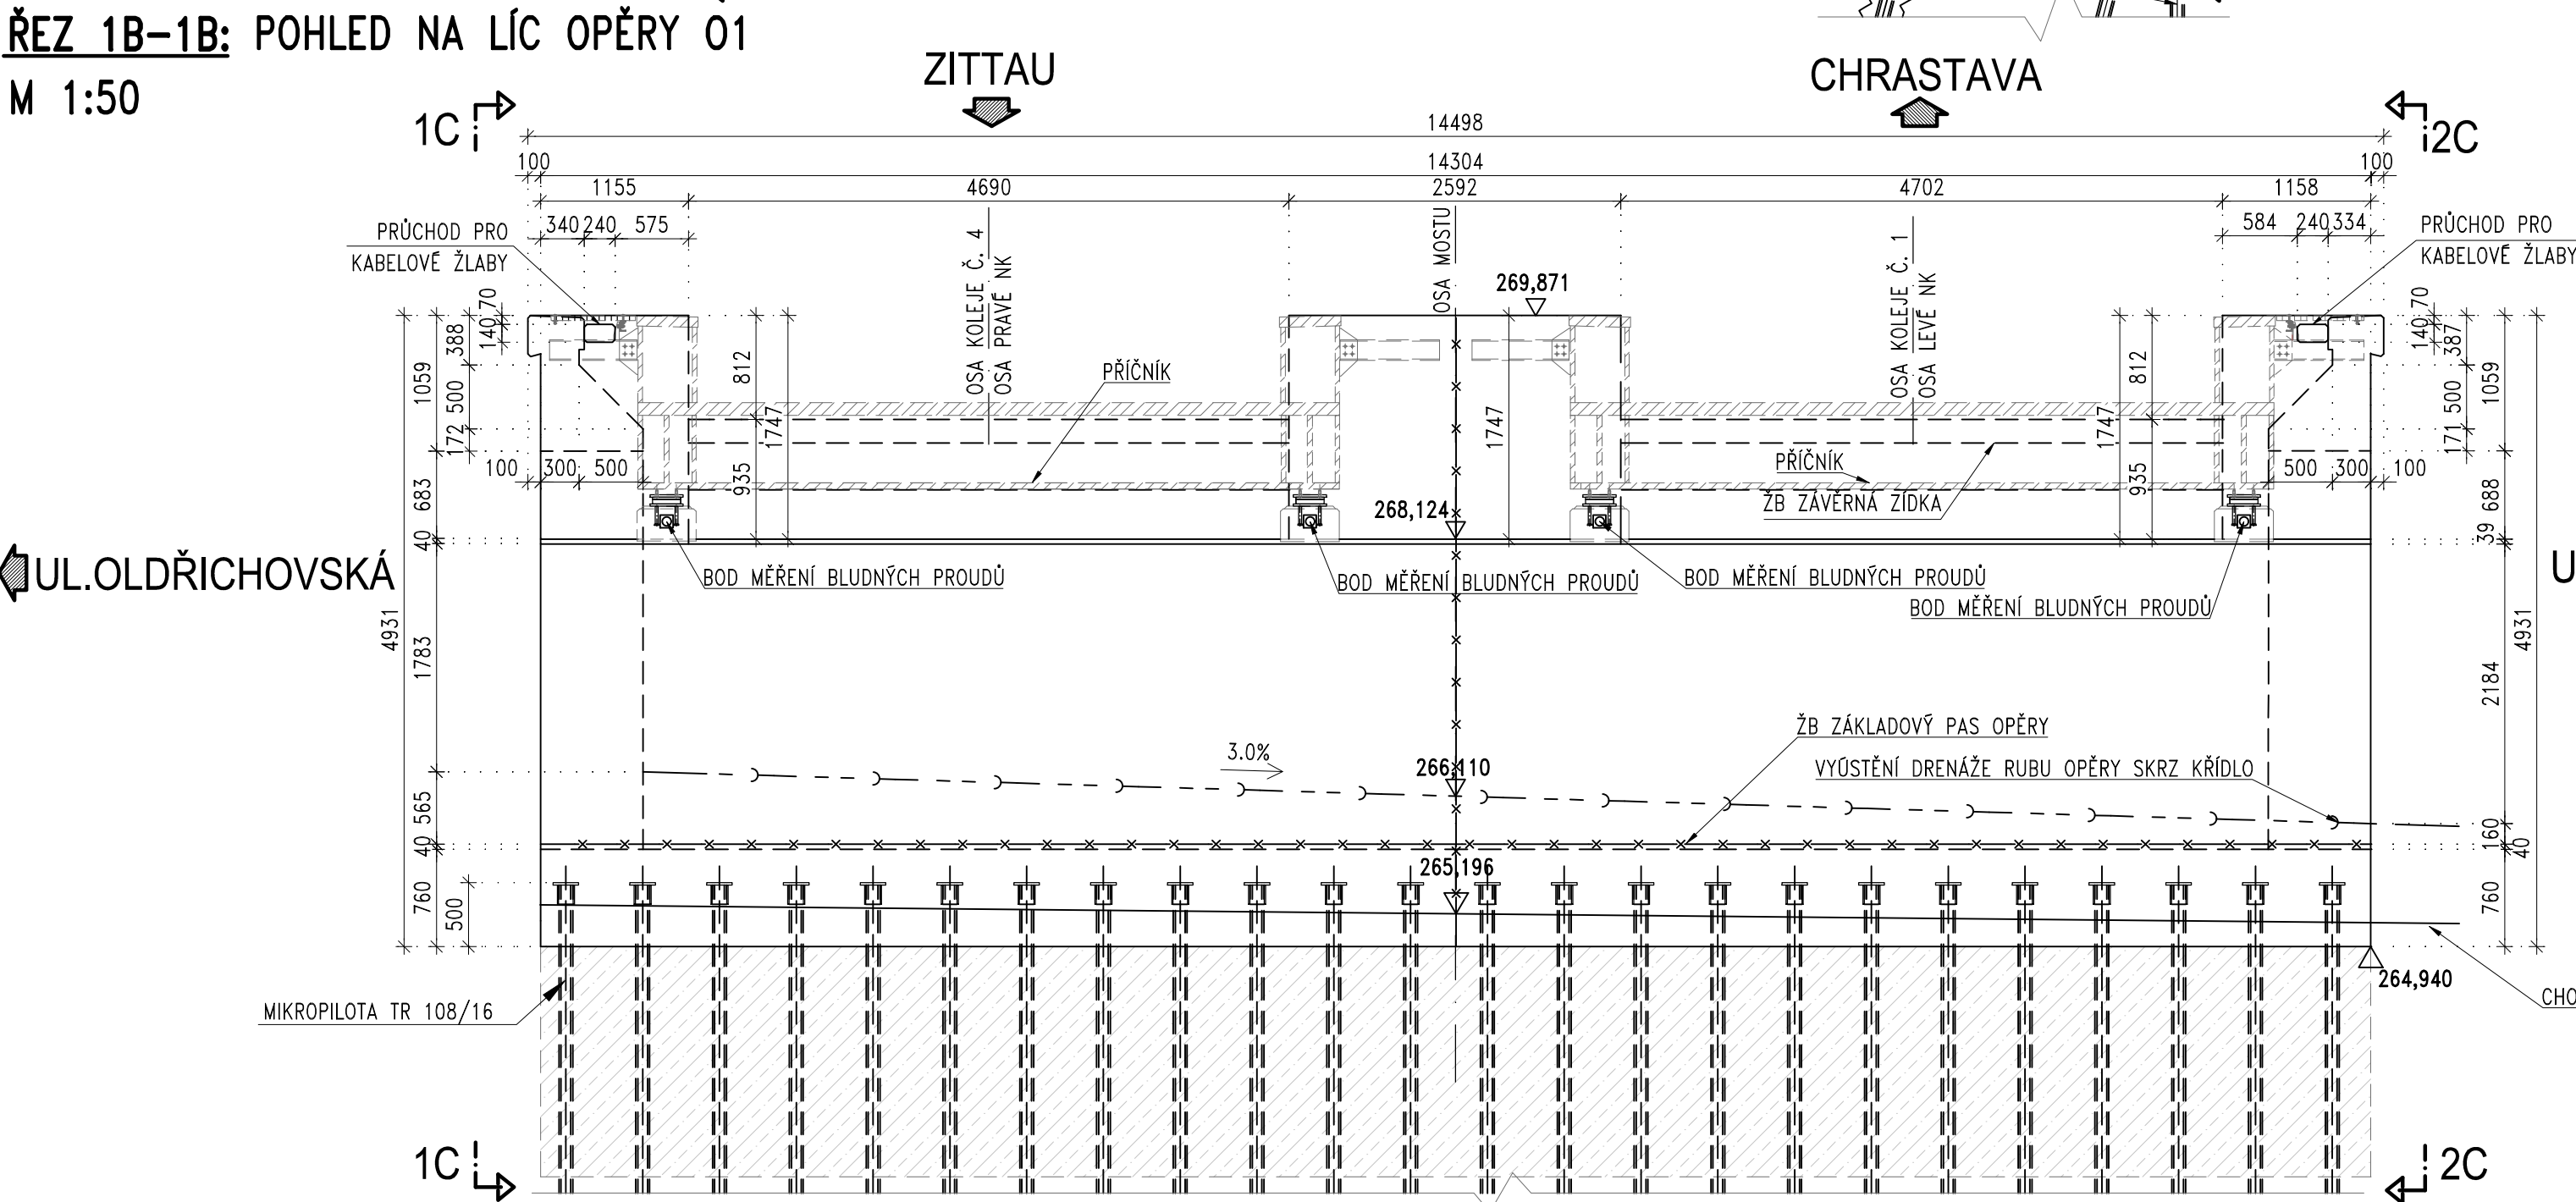 ŘEZ 1B-1B: POHLED NA LÍC OPĚRY O1
M 1:50
ZITTAU
CHRASTAVA
1C
2C
14498
100
14304
100
1155
4690
2592
4702
1158
340
240
575
584
240
334
PRŮCHOD PRO
KABELOVÉ ŽLABY
PRŮCHOD PRO
KABELOVÉ ŽLABY
OSA KOLEJE Č. 4
OSA PRAVÉ NK
OSA MOSTU
269,871
OSA KOLEJE Č. 1
OSA LEVÉ NK
70
140
388
1059
500
172
812
1747
935
PŘÍČNÍK
1747
1747
812
935
70
140
387
1059
500
171
100
300
500
PŘÍČNÍK
ŽB ZÁVĚRNÁ ZÍDKA
500
300
100
683
40
268,124
688
39
UL.OLDŘICHOVSKÁ
U
BOD MĚŘENÍ BLUDNÝCH PROUDŮ
BOD MĚŘENÍ BLUDNÝCH PROUDŮ
BOD MĚŘENÍ BLUDNÝCH PROUDŮ
BOD MĚŘENÍ BLUDNÝCH PROUDŮ
4931
1783
2184
4931
3.0%
266,110
ŽB ZÁKLADOVÝ PAS OPĚRY
VYÚSTĚNÍ DRENÁŽE RUBU OPĚRY SKRZ KŘÍDLO
565
40
760
500
265,196
160
40
760
264,940
MIKROPILOTA TR 108/16
CHO
1C
2C